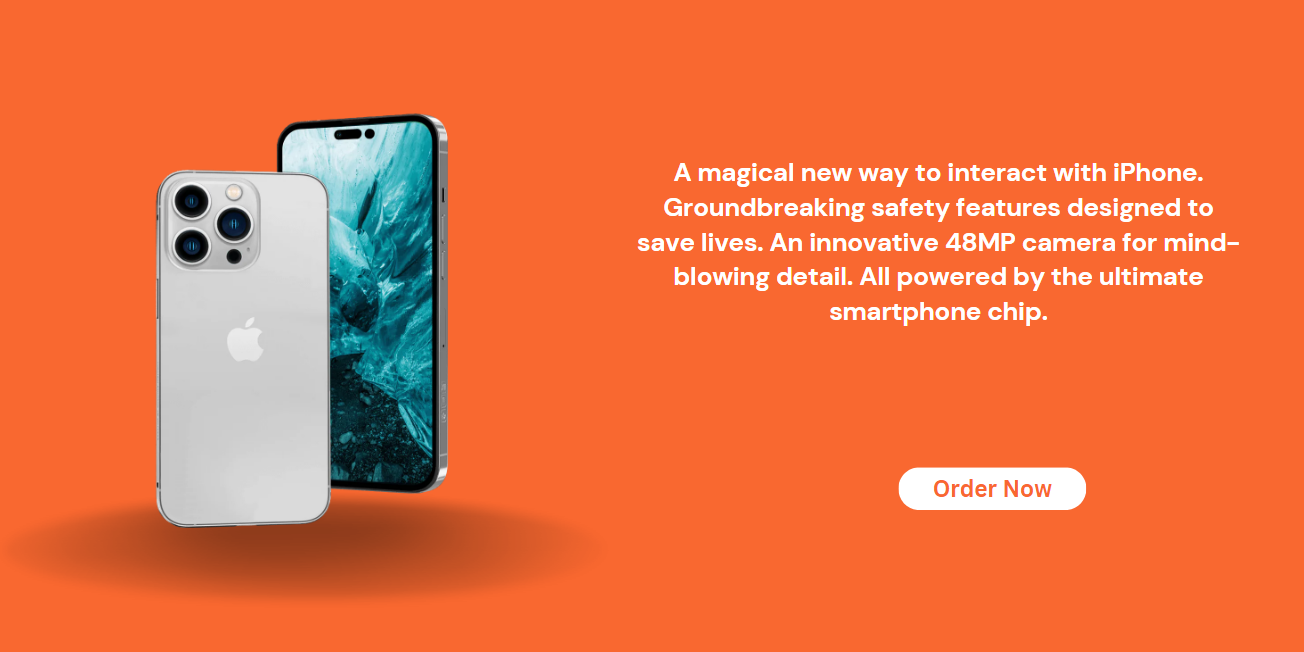 A magical new way to interact with iPhone.
Groundbreaking safety features designed to
save lives. An innovative 48MP camera for mind-
blowing detail. All powered by the ultimate
smartphone chip.
Order Now